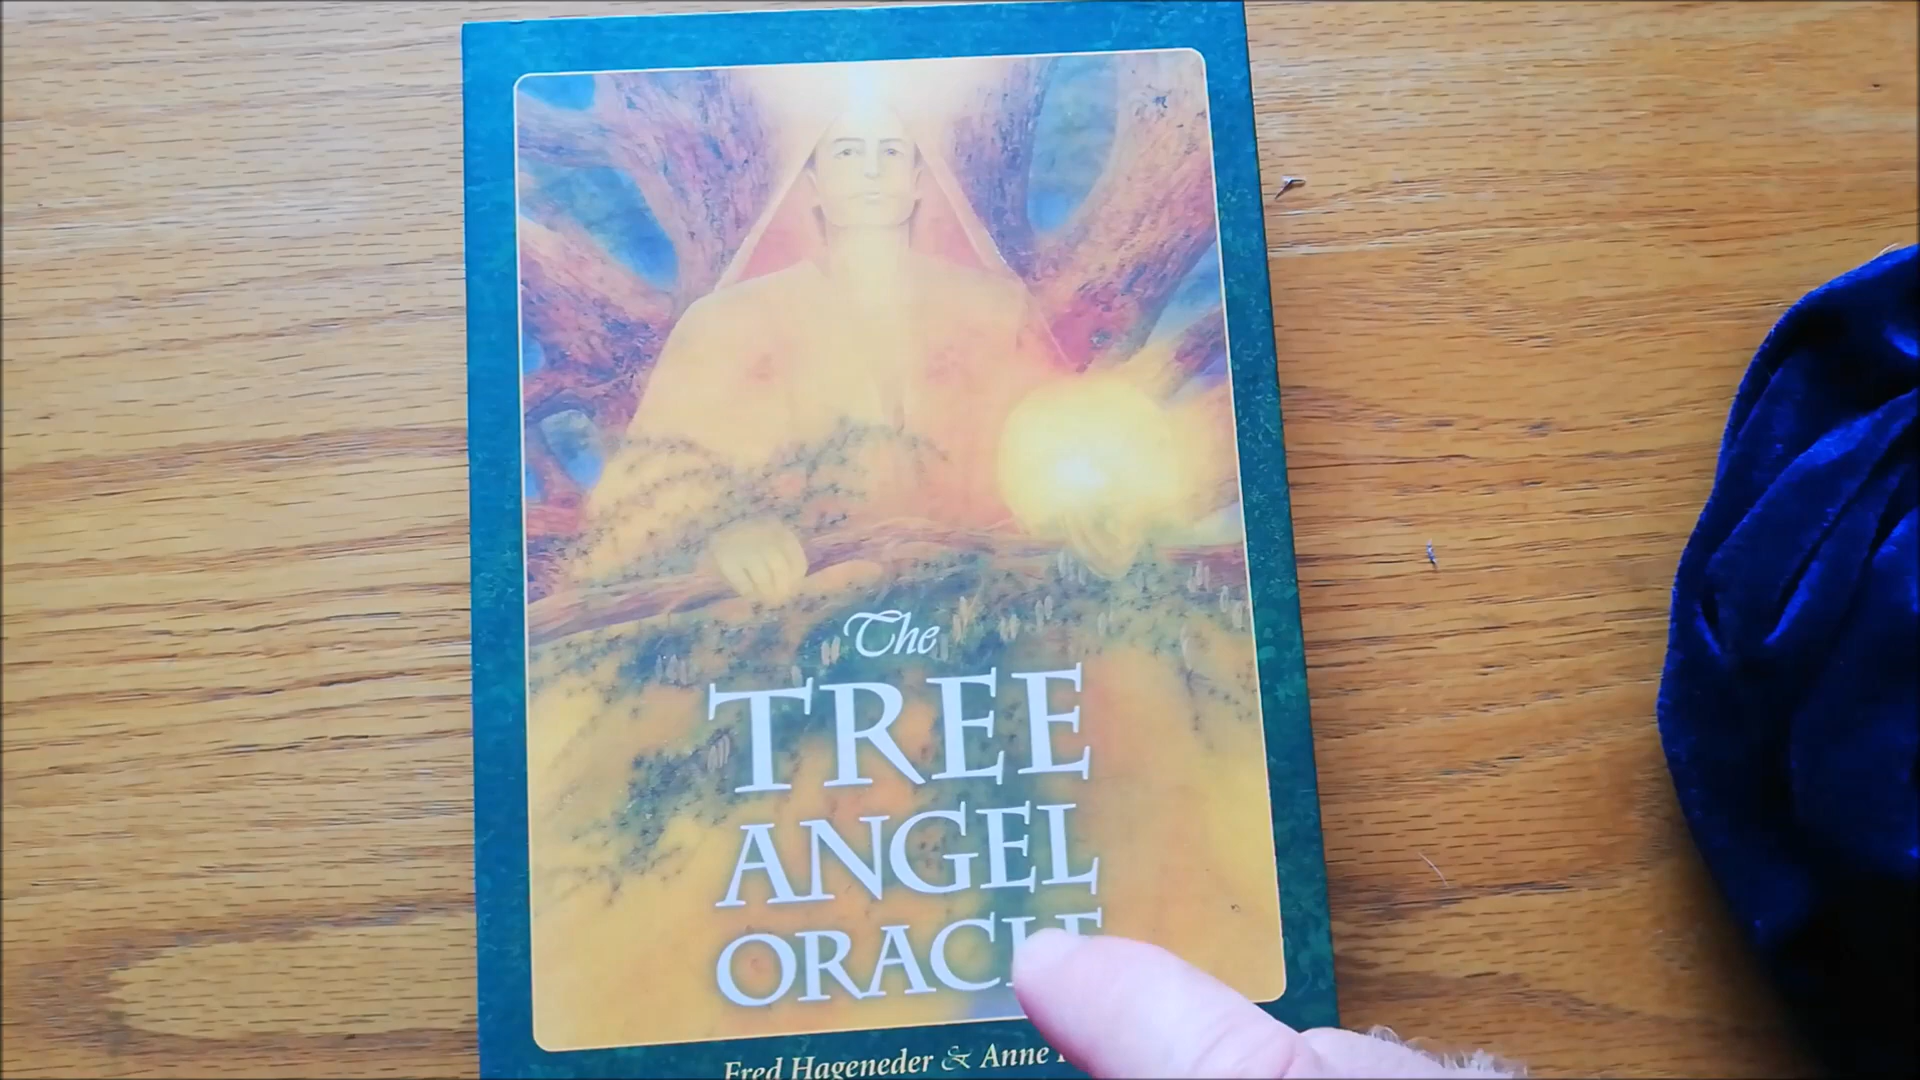 The
TREE
ANGEL
ORACLE
Fred Hageneder & Anne